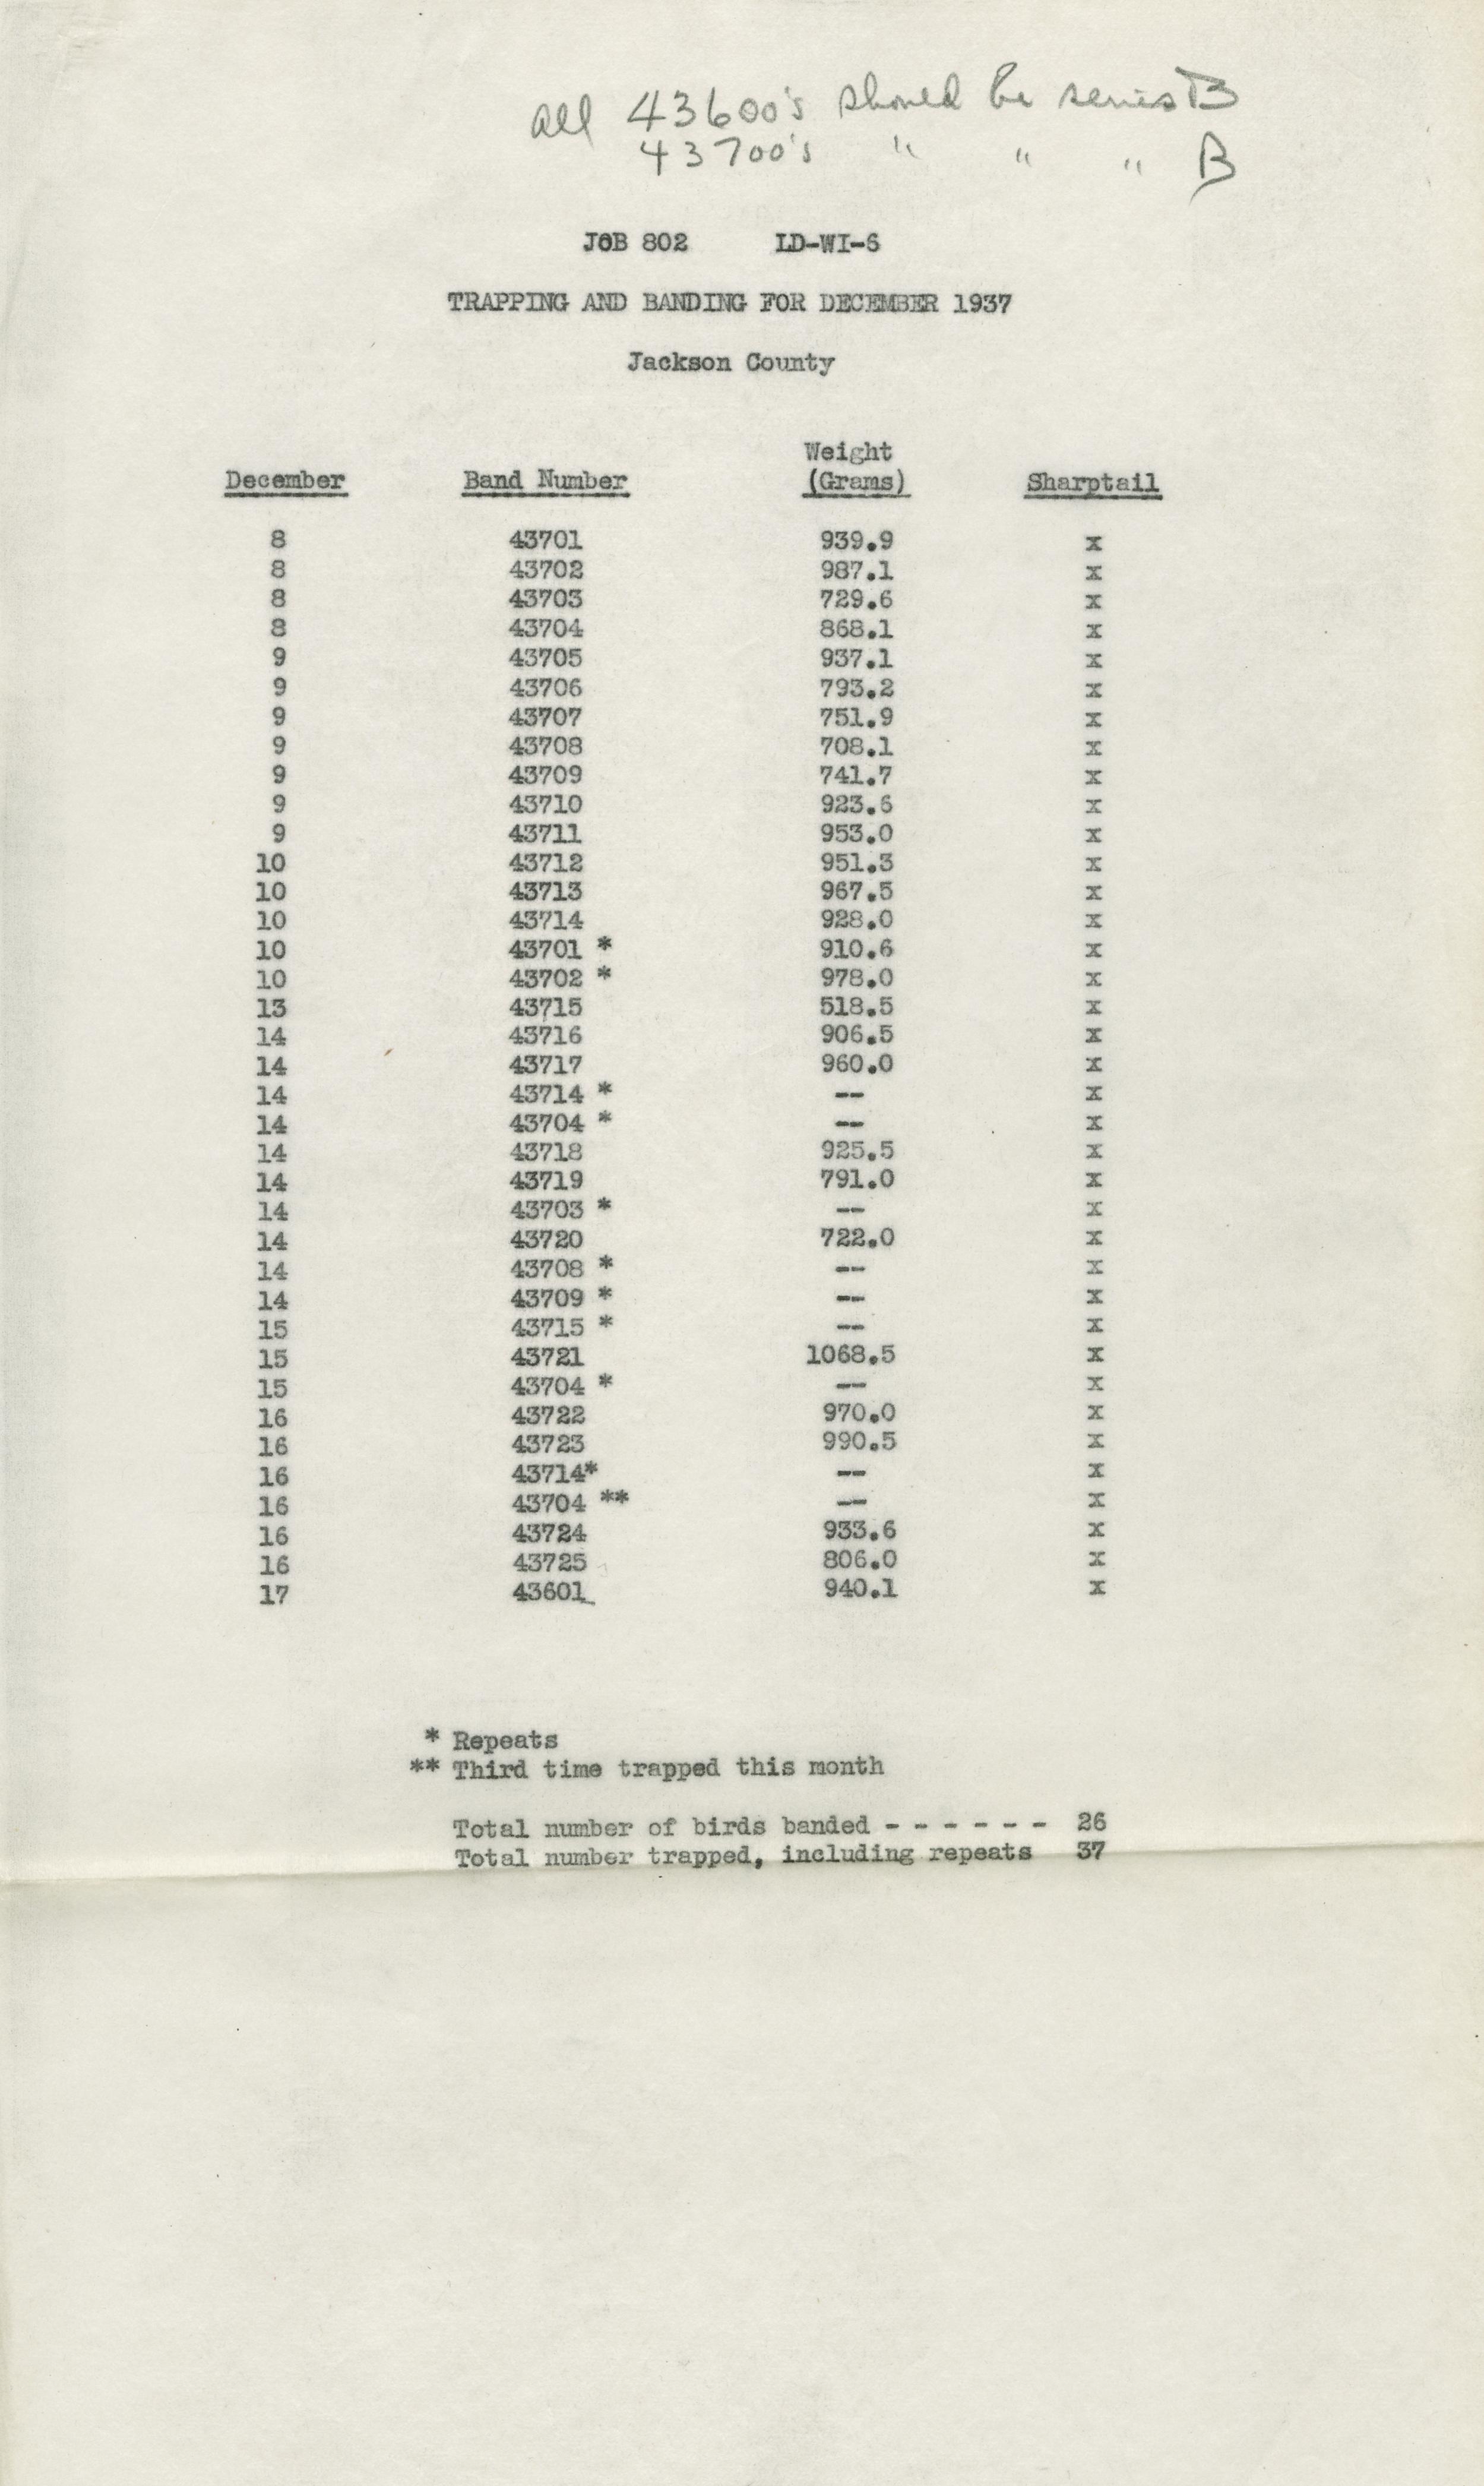 all 43600's should be series B
43700's " " " B
JOB 802 LD-WI-6
TRAPPING AND BANDING FOR DECEMBER 1937
Jackson County
Weight
December Band Number (Grams) Sharptail
8 43701 939.9 x
8 43702 987.1 x
8 43703 729.6 x
8 43704 868.1 x
9 43705 937.1 x
9 43706 793.2 x
9 43707 751.9 x
9 43708 708.1 x
9 43709 741.7 x
9 43710 923.6 x
9 43711 953.0 x
10 43712 951.3 x
10 43713 967.5 x
10 43714 928.0 x
10 43701 * 910.6 x
10 43702 * 978.0 x
13 43715 518.5 x
14 43716 906.5 x
14 43717 960.0 x
14 43714 * -- x
14 43704 * -- x
14 43718 925.5 x
14 43719 791.0 x
14 43703 * -- x
14 43720 722.0 x
14 43708 * -- x
14 43709 * -- x
15 43715 * -- x
15 43721 1068.5 x
15 43704 * -- x
16 43722 970.0 x
16 43723 990.5 x
16 43714* -- x
16 43704 ** -- x
16 43724 933.6 x
16 43725 806.0 x
17 43601 940.1 x
* Repeats
** Third time trapped this month
Total number of birds banded - - - - - - 26
Total number trapped, including repeats 37